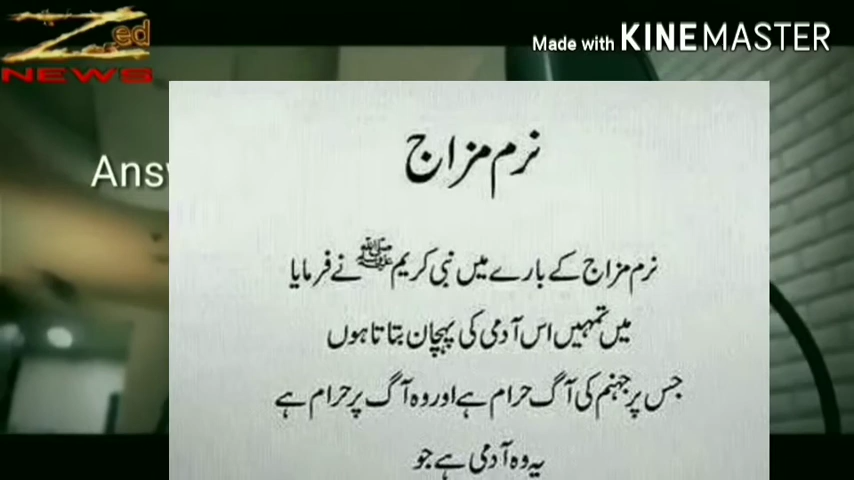 Zed
NEWS
Made with KINEMASTER
Answ
نرم مزاج
نرم مزاج کے بارے میں نبی کریم ﷺ نے فرمایا
میں تمہیں اس آدمی کی پہچان بتاتا ہوں
جس پر جہنم کی آگ حرام ہے اور وہ آگ پر حرام ہے
یہ وہ آدمی ہے جو